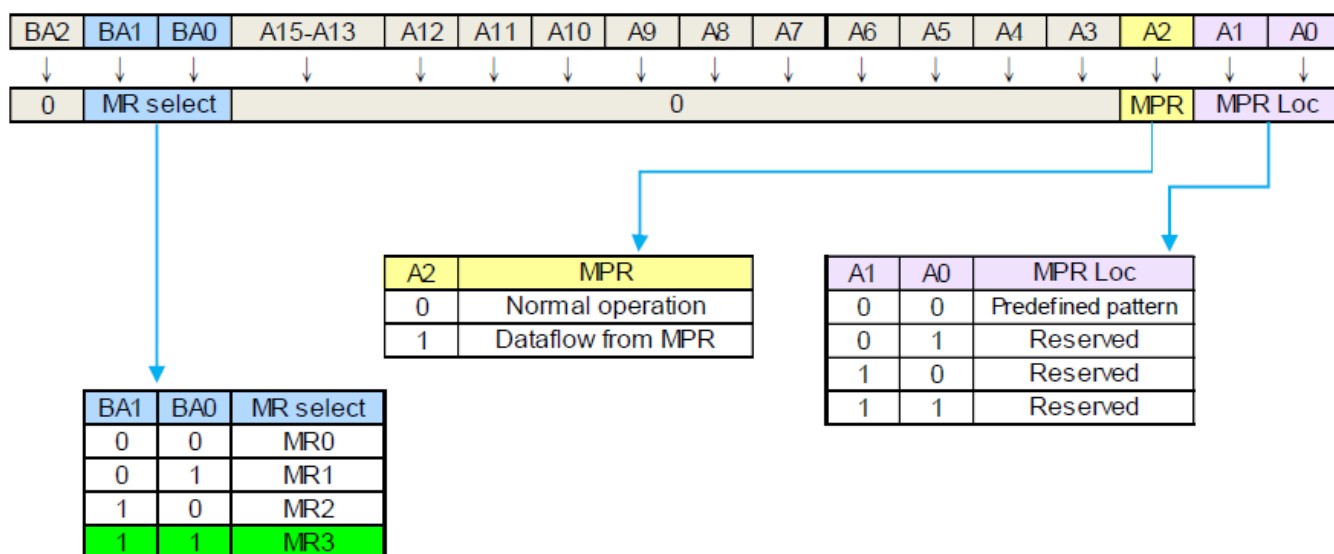 BA2 BA1 BA0 A15-A13 A12 A11 A10 A9 A8 A7 A6 A5 A4 A3 A2 A1 A0
0 MR select 0 MPR MPR Loc
A2 MPR
0 Normal operation
1 Dataflow from MPR
A1 A0 MPR Loc
0 0 Predefined pattern
0 1 Reserved
1 0 Reserved
1 1 Reserved
BA1 BA0 MR select
0 0 MR0
0 1 MR1
1 0 MR2
1 1 MR3